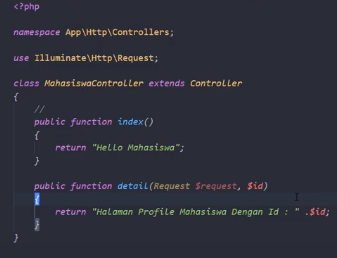 <?php
namespace App\Http\Controllers;
use Illuminate\Http\Request;
class MahasiswaController extends Controller
{
    //
    public function index()
    {
        return "Hello Mahasiswa";
    }
    public function detail(Request $request, $id)
    {
        return "Halaman Profile Mahasiswa Dengan Id : " .$id;
    }
}